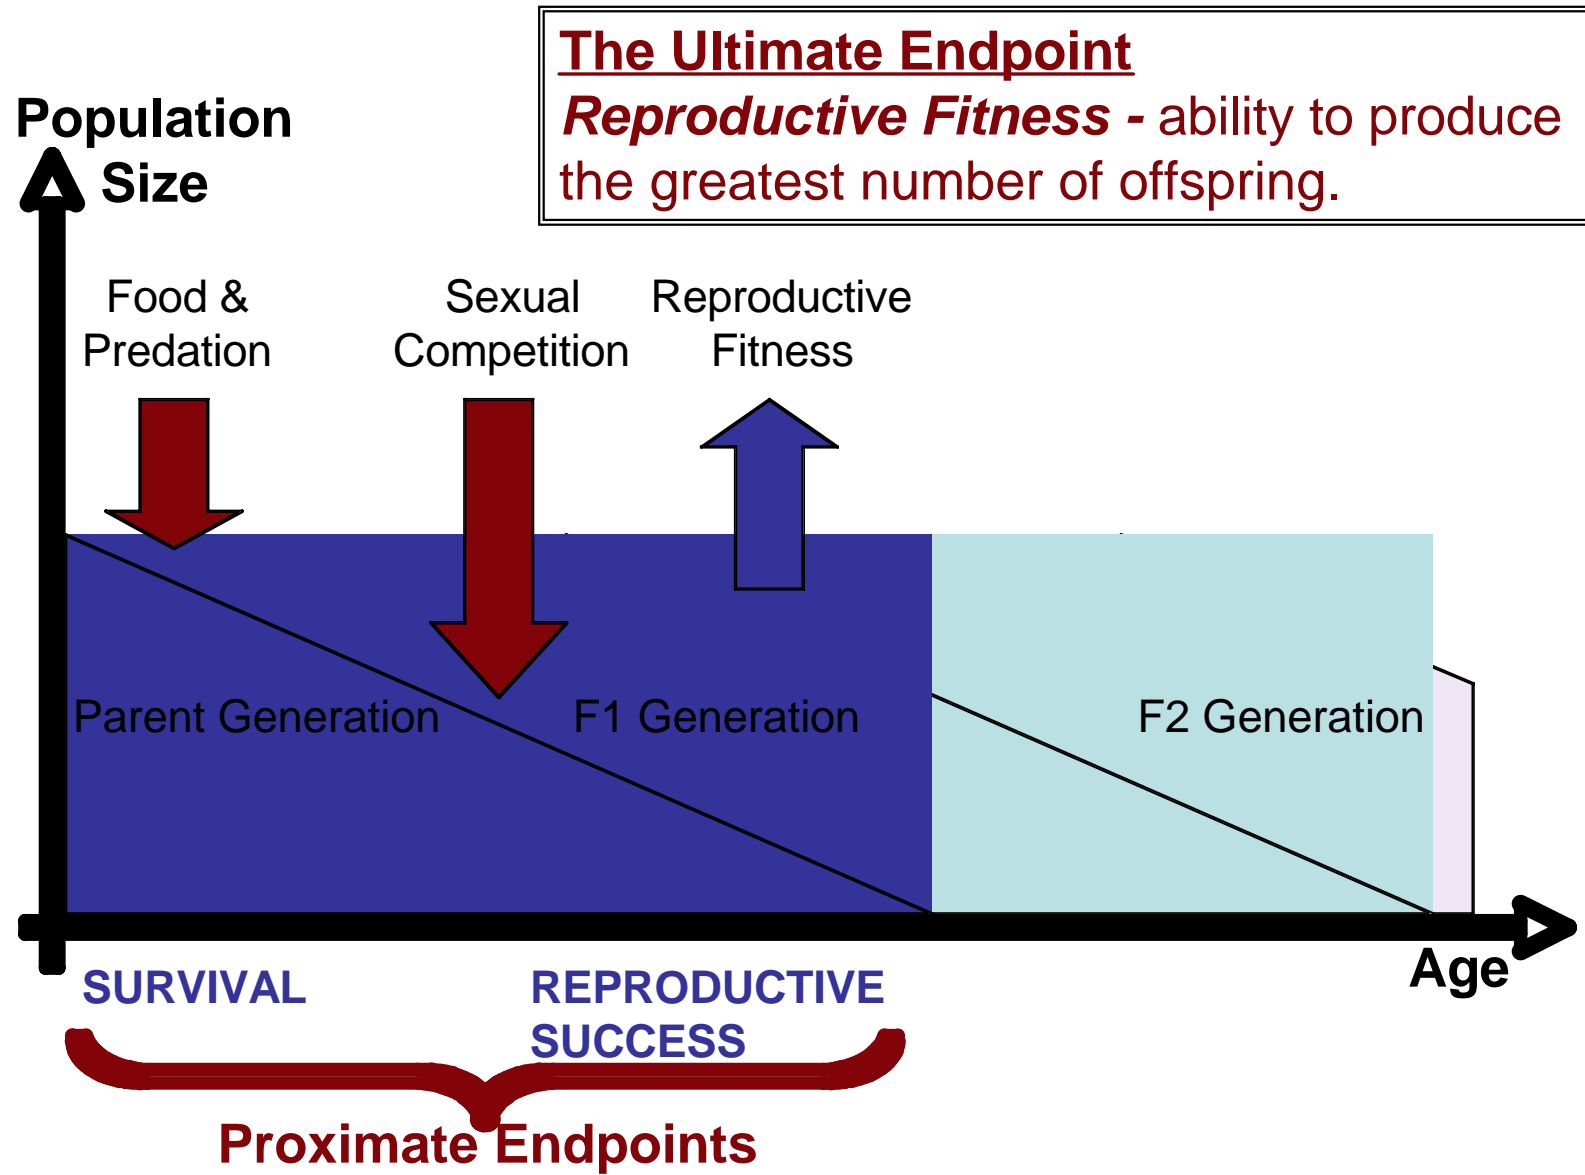 The Ultimate Endpoint
Reproductive Fitness - ability to produce
the greatest number of offspring.
Population
Size
Food &
Predation
Sexual
Competition
Reproductive
Fitness
Parent Generation
F1 Generation
F2 Generation
Age
SURVIVAL
REPRODUCTIVE
SUCCESS
Proximate Endpoints